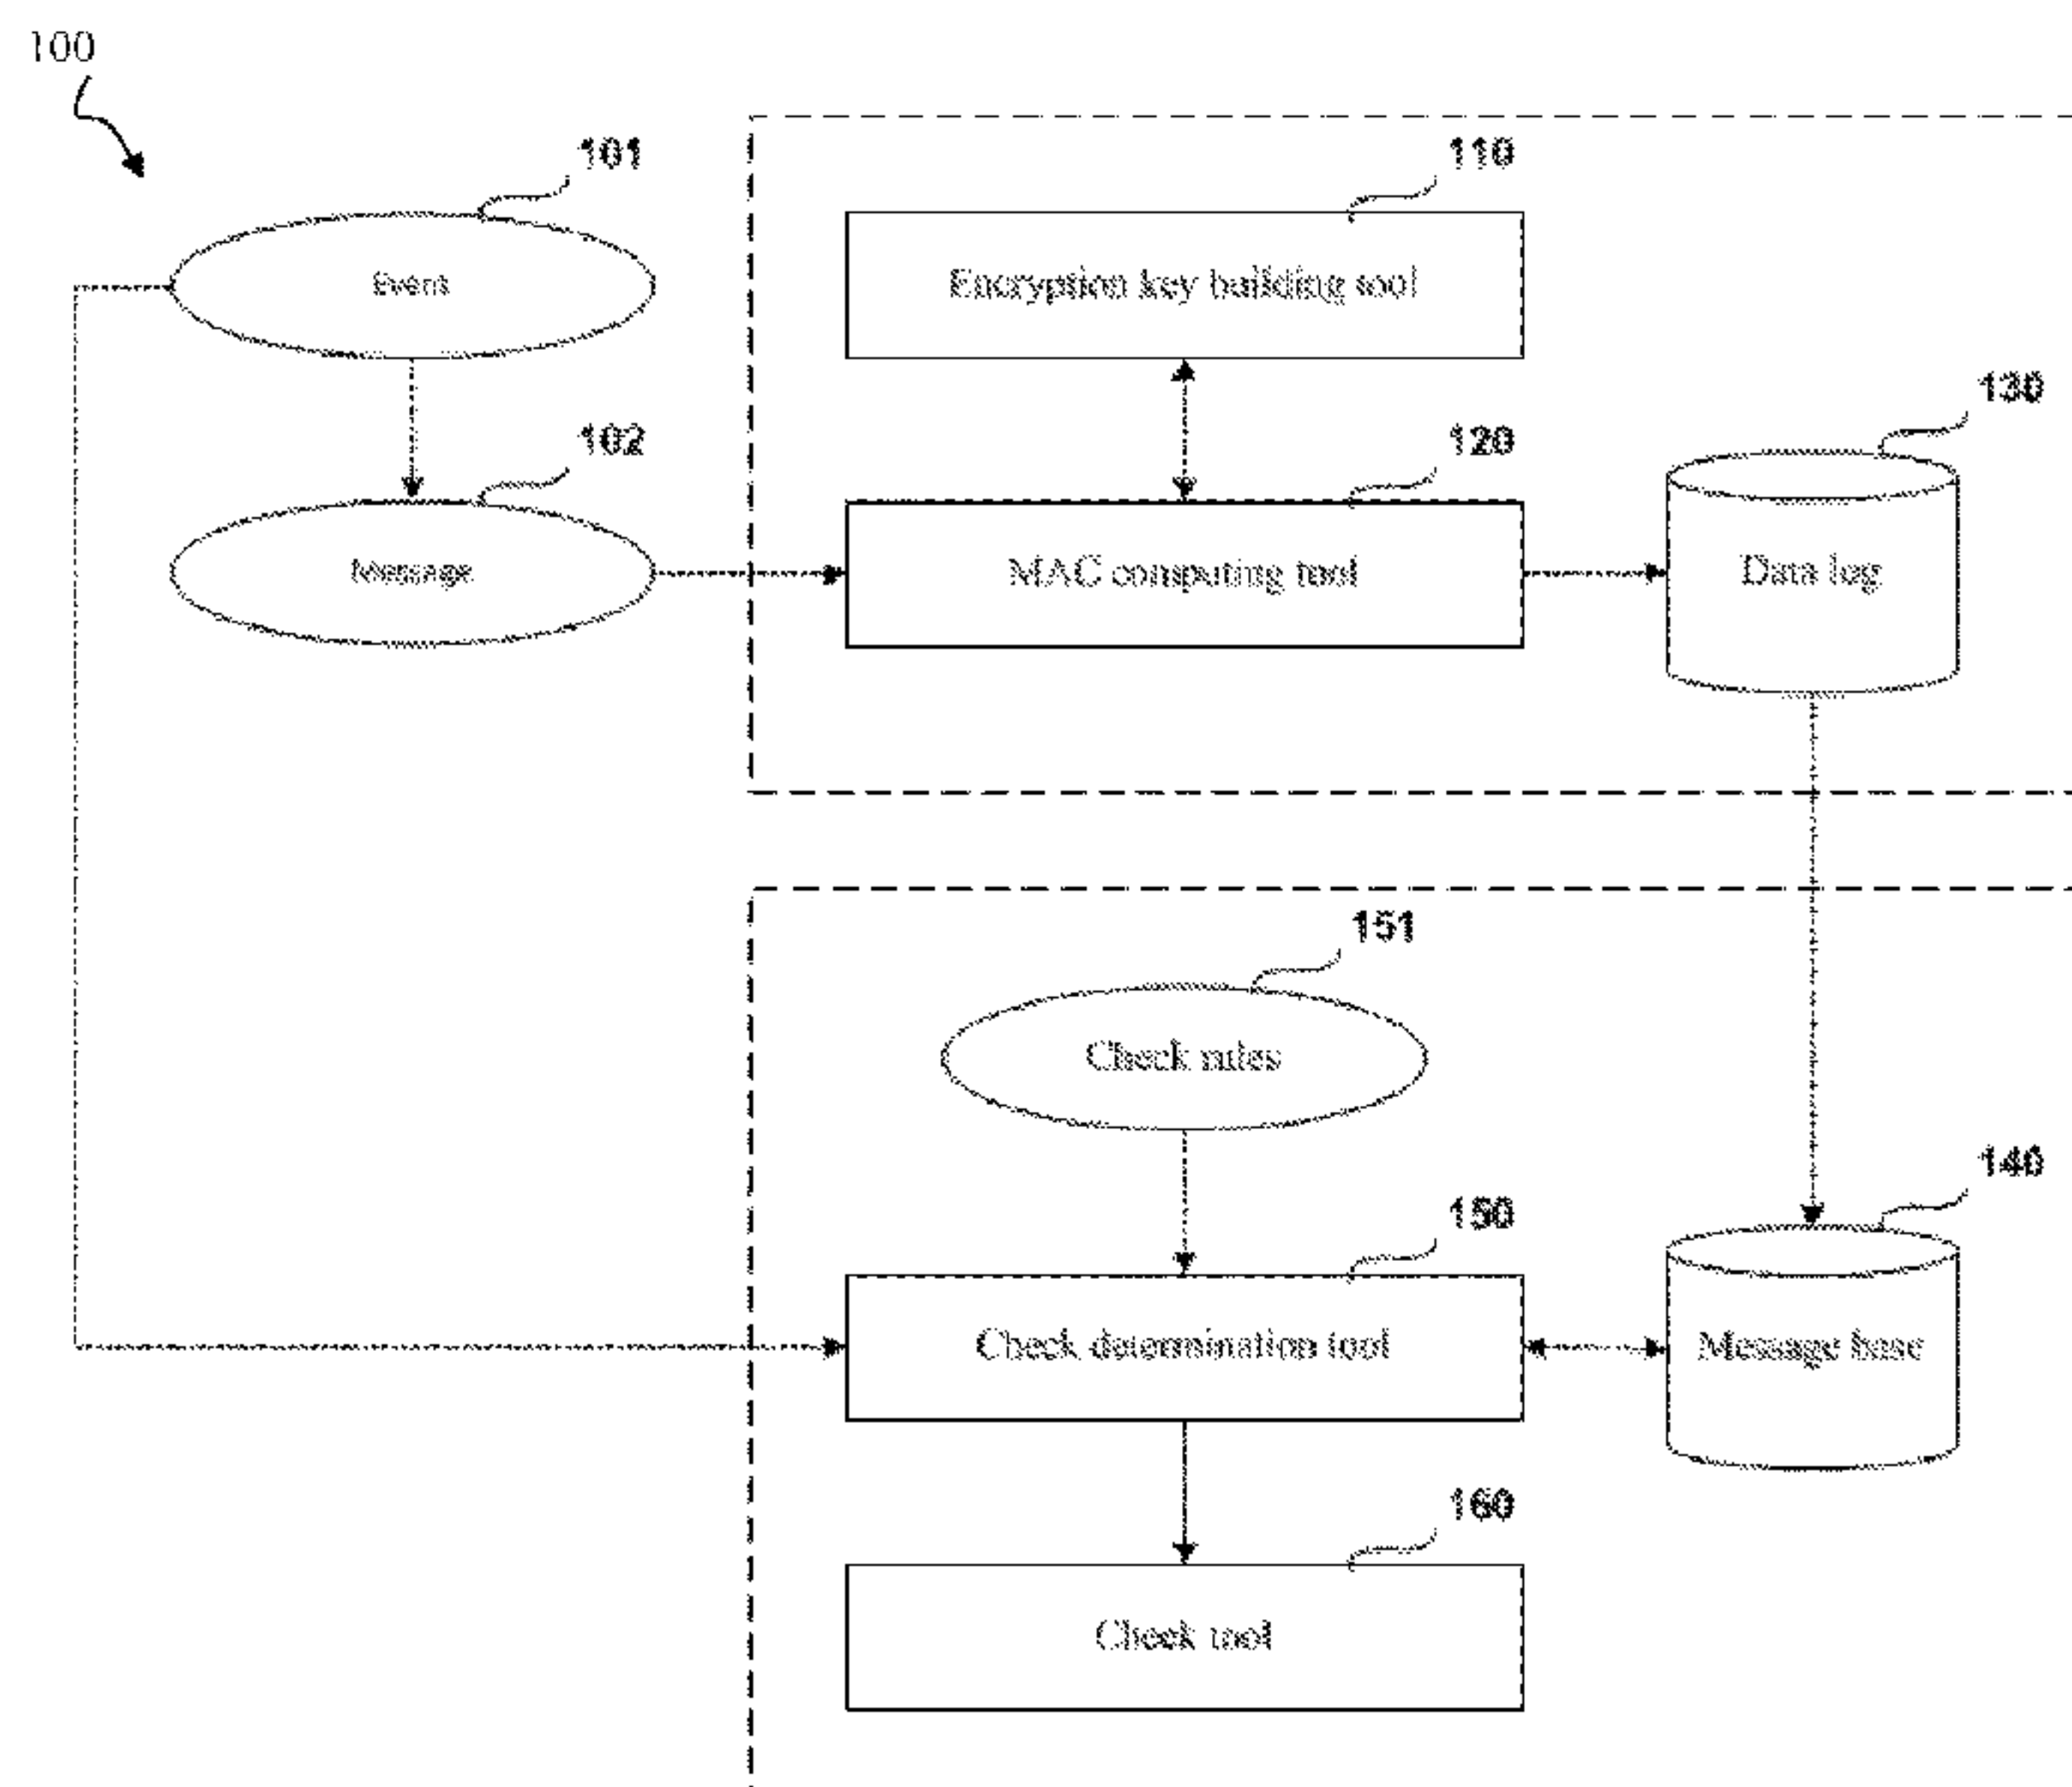 100
101
110
Event
Encryption key building tool
130
102
120
Message
MAC computing tool
Data log
151
Check rules
140
150
Check determination tool
Message base
160
Check tool